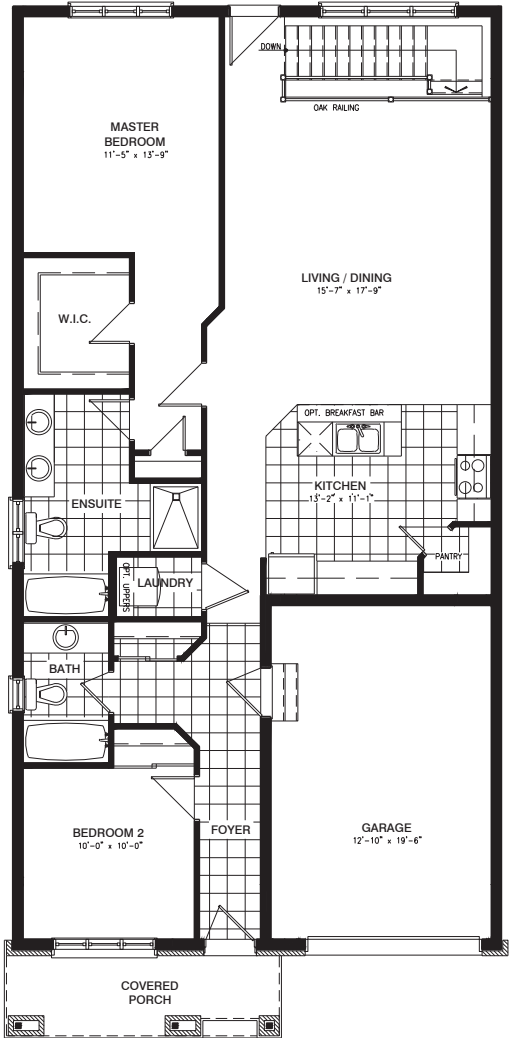 DOWN
OAK RAILING
MASTER
BEDROOM
11'-5" x 13'-9"
LIVING / DINING
15'-7" x 17'-9"
W.I.C.
OPT. BREAKFAST BAR
KITCHEN
13'-2" x 11'-1"
ENSUITE
PANTRY
LAUNDRY
OPT. UPPERS
BATH
BEDROOM 2
10'-0" x 10'-0"
FOYER
GARAGE
12'-10" x 19'-6"
COVERED
PORCH